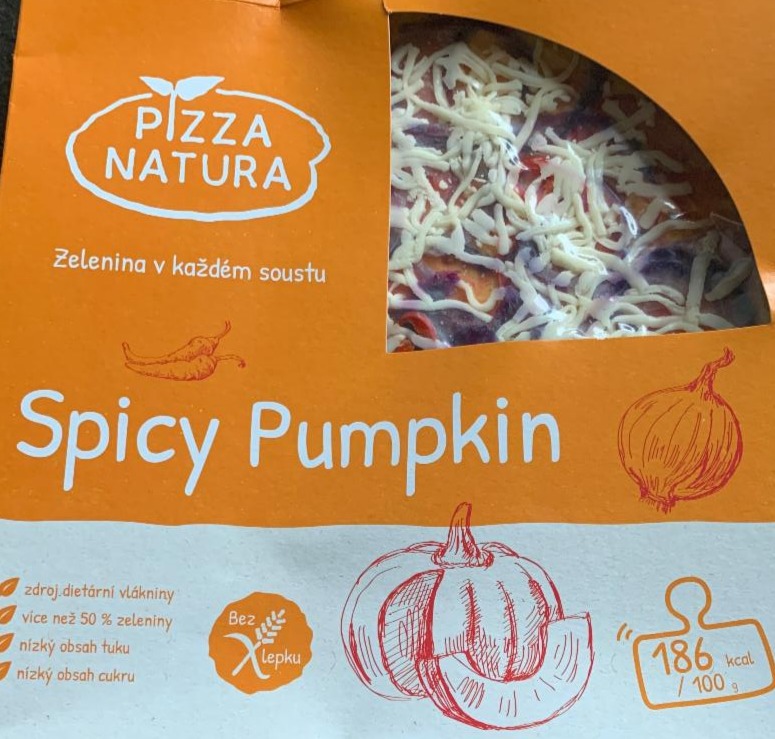 PIZZA
NATURA
Zelenina v každém soustu
Spicy Pumpkin
zdroj dietární vlákniny
více než 50 % zeleniny
nízký obsah tuku
nízký obsah cukru
Bez
lepku
186 kcal
/ 100 g